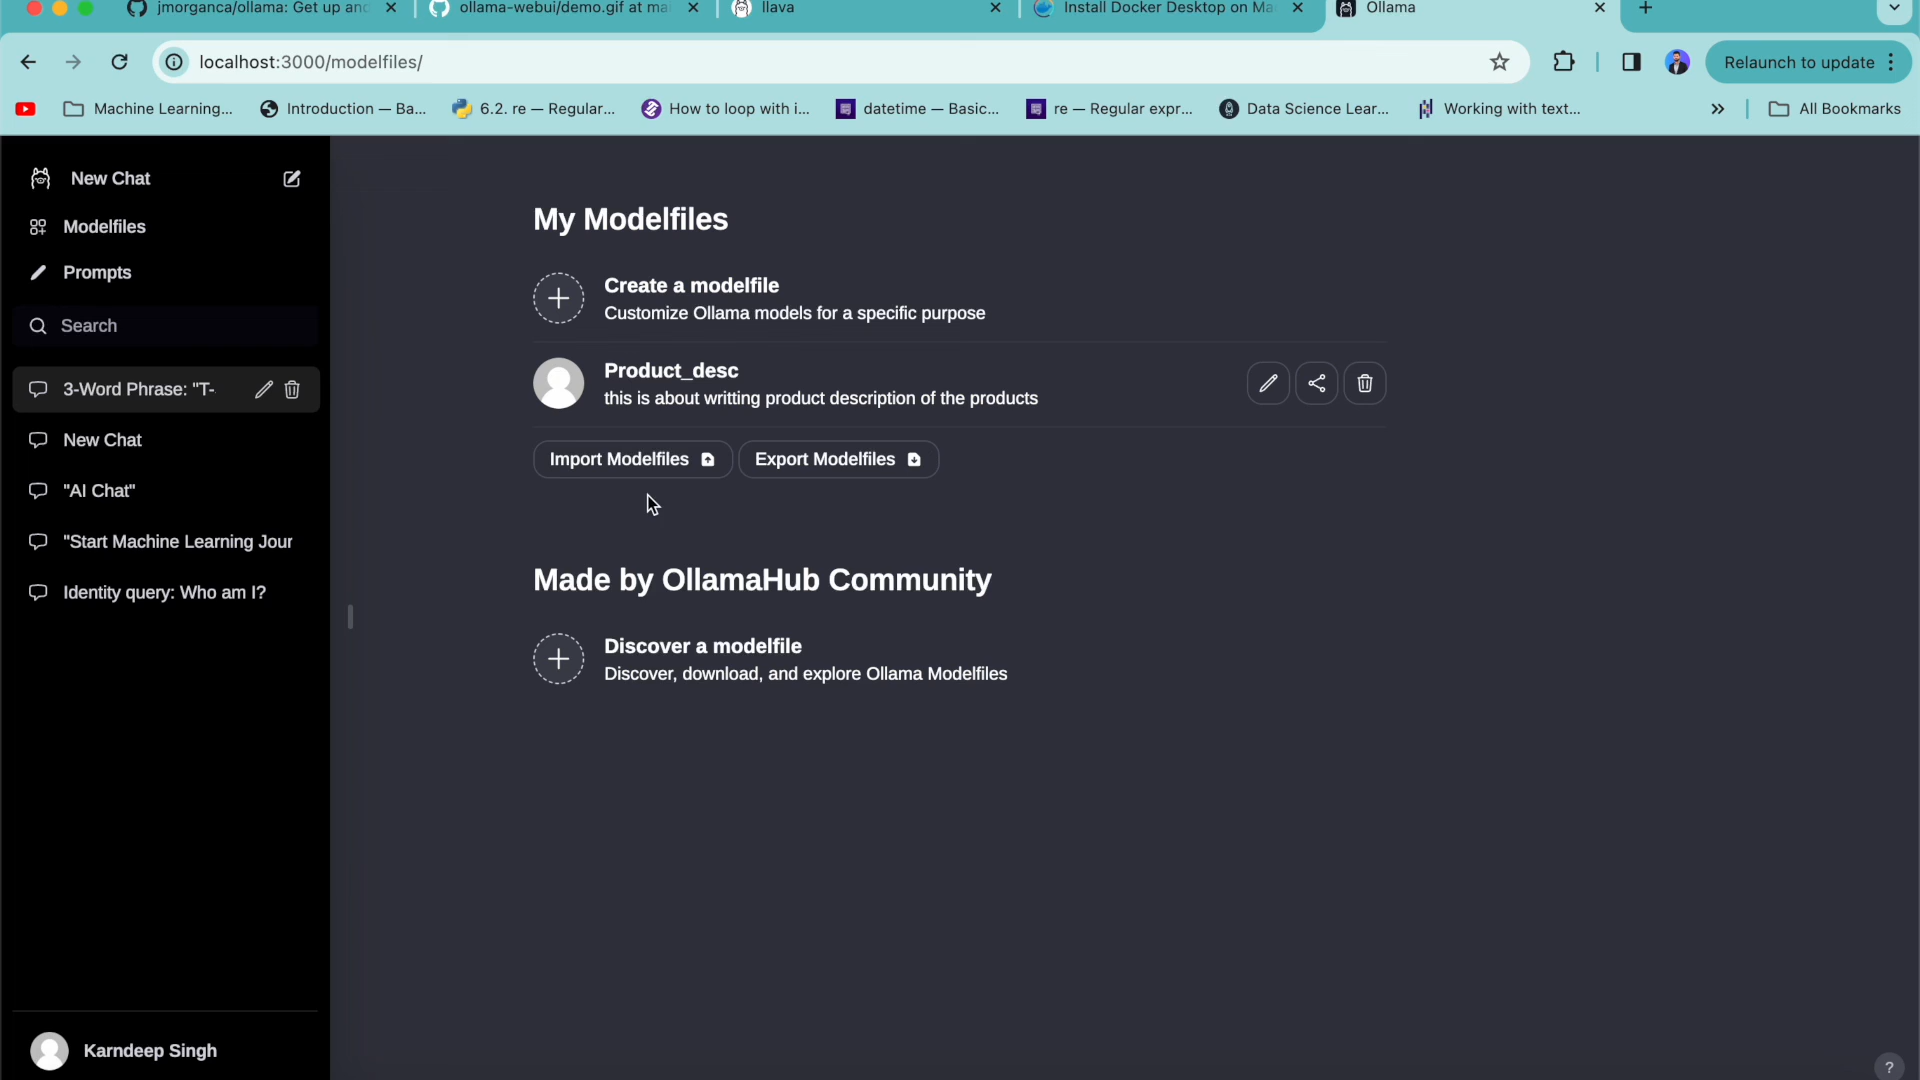 jmorganca/ollama: Get up and
ollama-webui/demo.gif at mai
llava
Install Docker Desktop on Ma
Ollama
localhost:3000/modelfiles/
Relaunch to update
Machine Learning...
Introduction — Ba...
6.2. re — Regular...
How to loop with i...
datetime — Basic...
re — Regular expr...
Data Science Lear...
Working with text...
All Bookmarks
New Chat
Modelfiles
Prompts
Search
3-Word Phrase: "T-
New Chat
"AI Chat"
"Start Machine Learning Jour
Identity query: Who am I?
Karndeep Singh
My Modelfiles
Create a modelfile
Customize Ollama models for a specific purpose
Product_desc
this is about writting product description of the products
Import Modelfiles
Export Modelfiles
Made by OllamaHub Community
Discover a modelfile
Discover, download, and explore Ollama Modelfiles
?